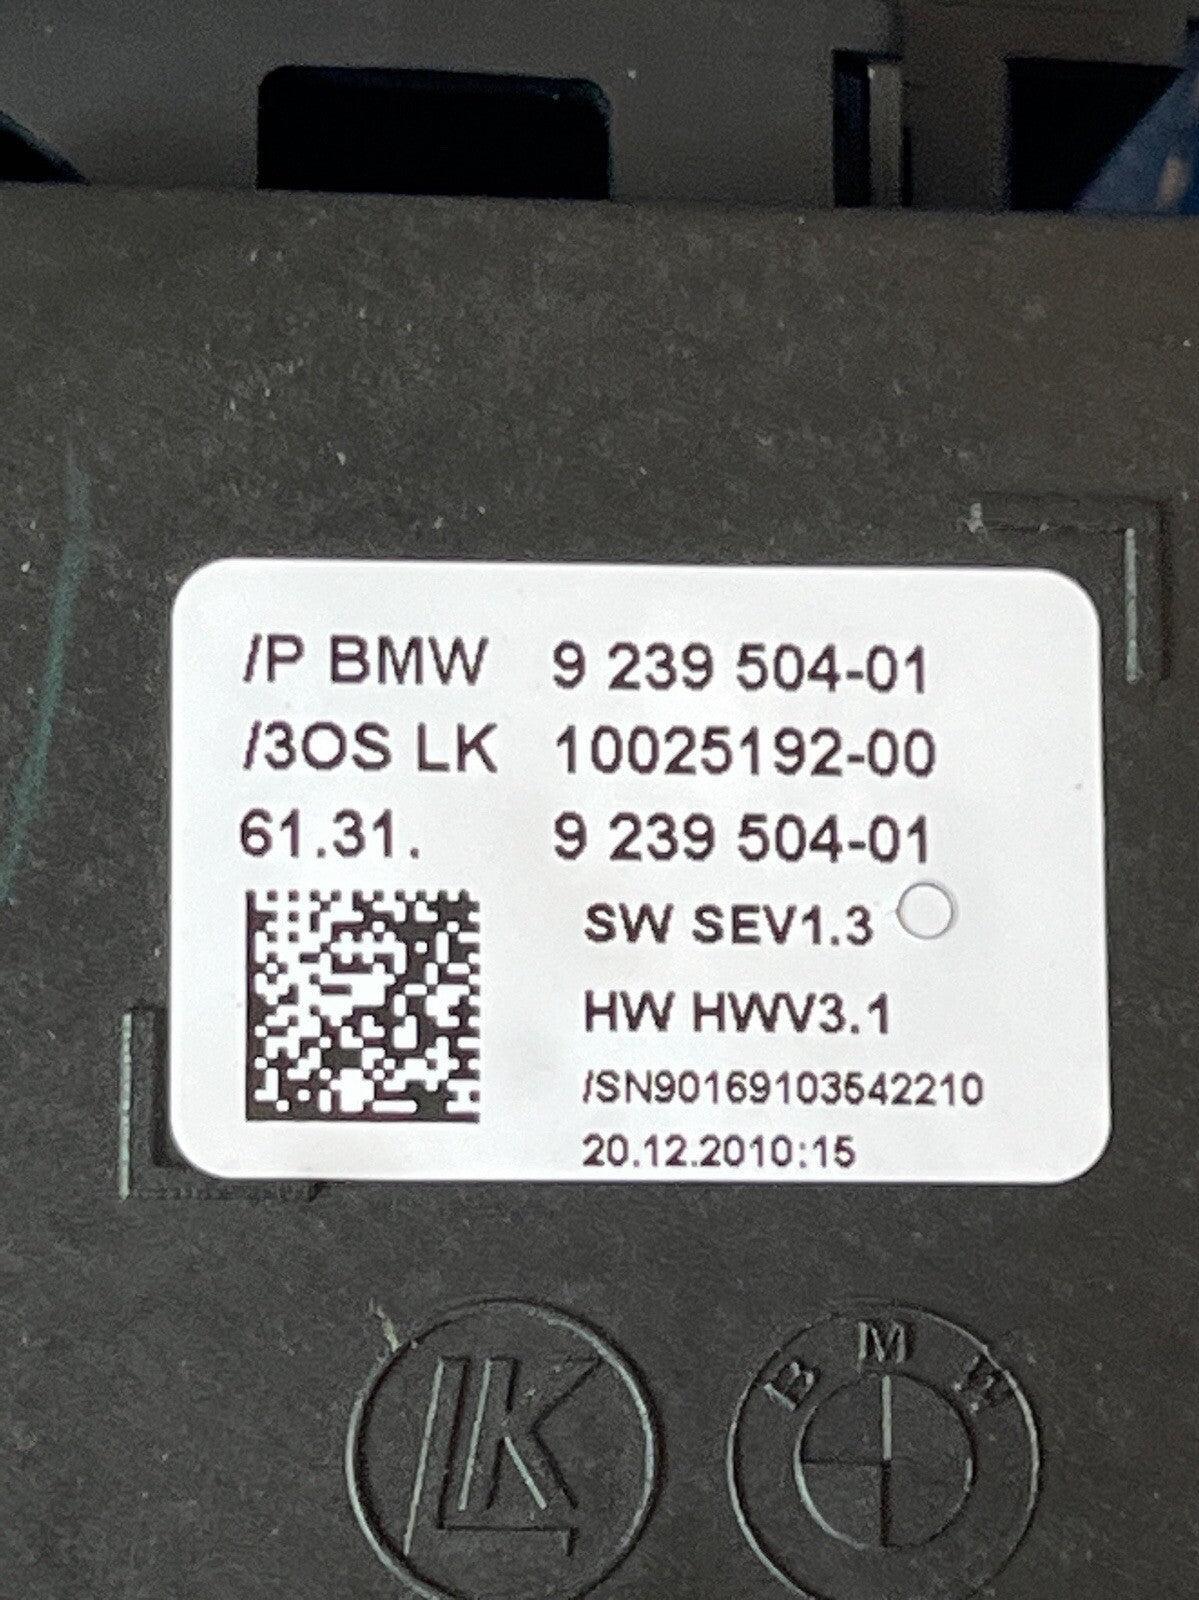 /P BMW 9 239 504-01
/3OS LK 10025192-00
61.31. 9 239 504-01
SW SEV1.3
HW HWV3.1
/SN90169103542210
20.12.2010:15
LK
BMW